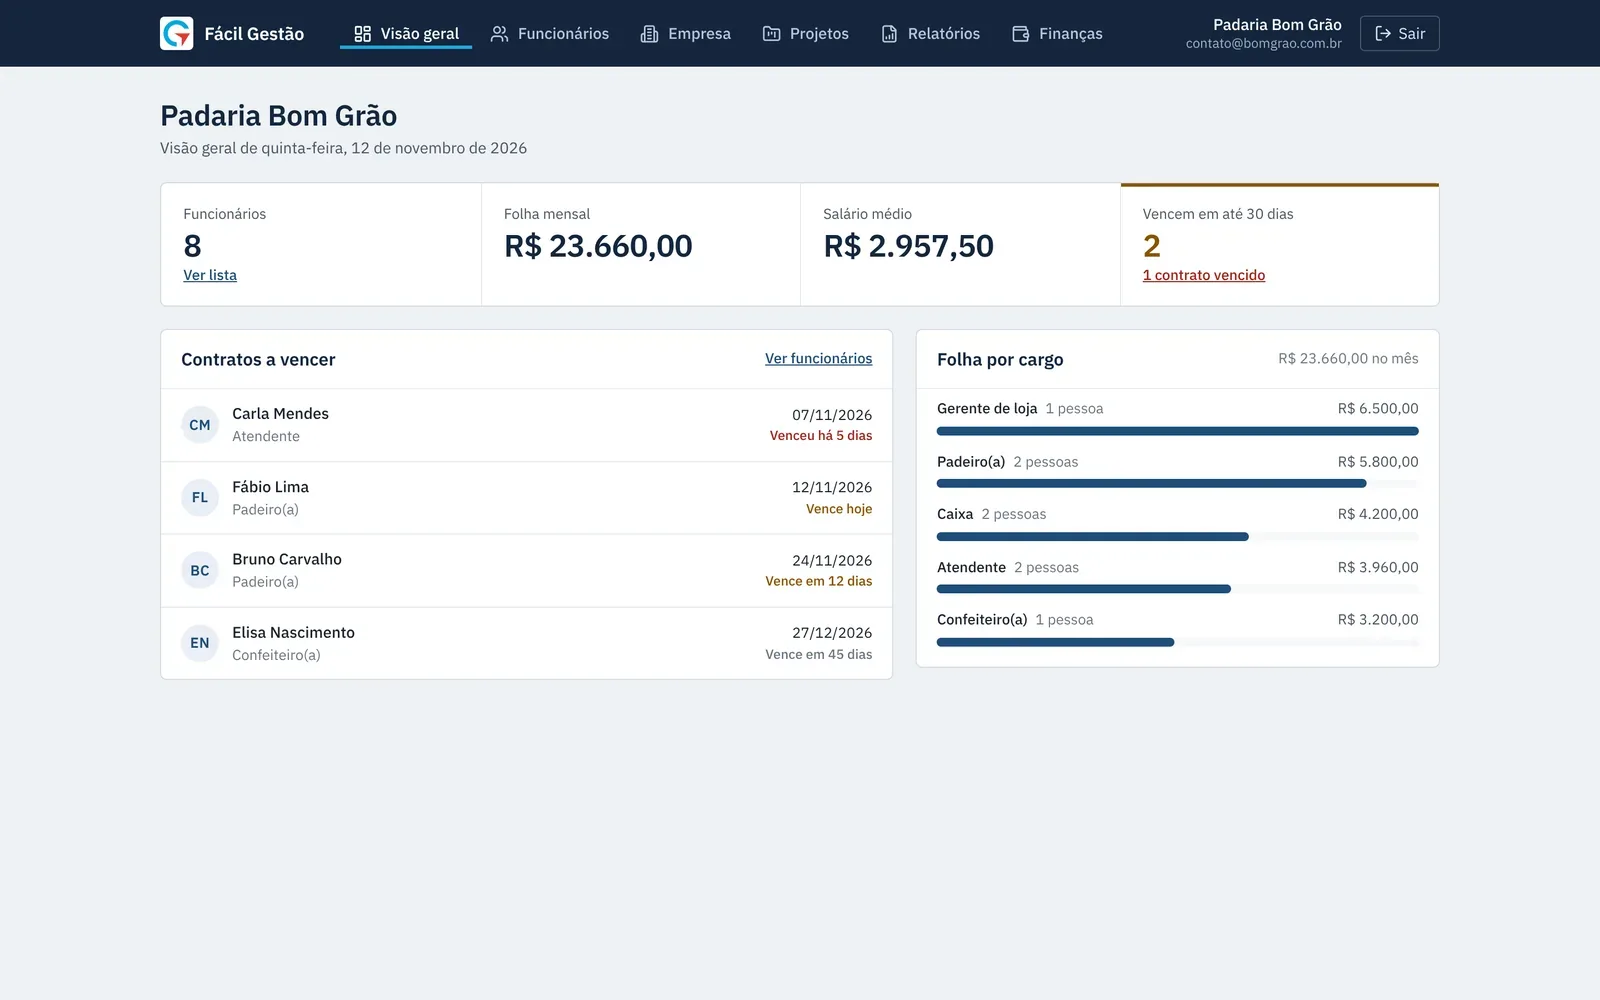 Fácil Gestão
Visão geral
Funcionários
Empresa
Projetos
Relatórios
Finanças
Padaria Bom Grão
contato@bomgrao.com.br
Sair
Padaria Bom Grão
Visão geral de quinta-feira, 12 de novembro de 2026
Funcionários
8
Ver lista
Folha mensal
R$ 23.660,00
Salário médio
R$ 2.957,50
Vencem em até 30 dias
2
1 contrato vencido
Contratos a vencer
Ver funcionários
CM
Carla Mendes
Atendente
07/11/2026
Venceu há 5 dias
FL
Fábio Lima
Padeiro(a)
12/11/2026
Vence hoje
BC
Bruno Carvalho
Padeiro(a)
24/11/2026
Vence em 12 dias
EN
Elisa Nascimento
Confeiteiro(a)
27/12/2026
Vence em 45 dias
Folha por cargo
R$ 23.660,00 no mês
Gerente de loja 1 pessoa
R$ 6.500,00
Padeiro(a) 2 pessoas
R$ 5.800,00
Caixa 2 pessoas
R$ 4.200,00
Atendente 2 pessoas
R$ 3.960,00
Confeiteiro(a) 1 pessoa
R$ 3.200,00